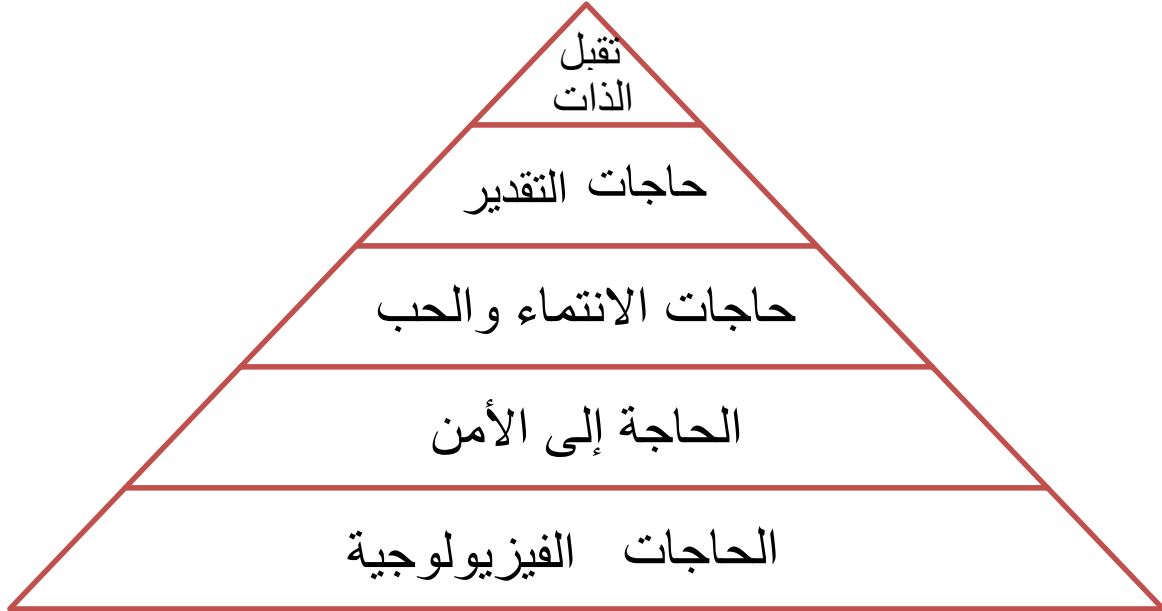 تقبل
الذات
حاجات التقدير
حاجات الانتماء والحب
الحاجة إلى الأمن
الحاجات الفيزيولوجية